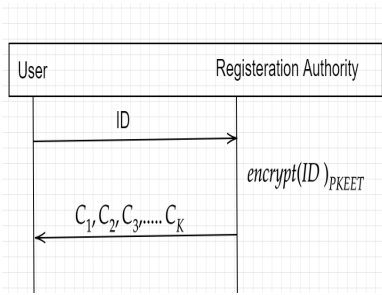 User Registeration Authority
ID
encrypt(ID )PKEET
C1, C2, C3,..... CK